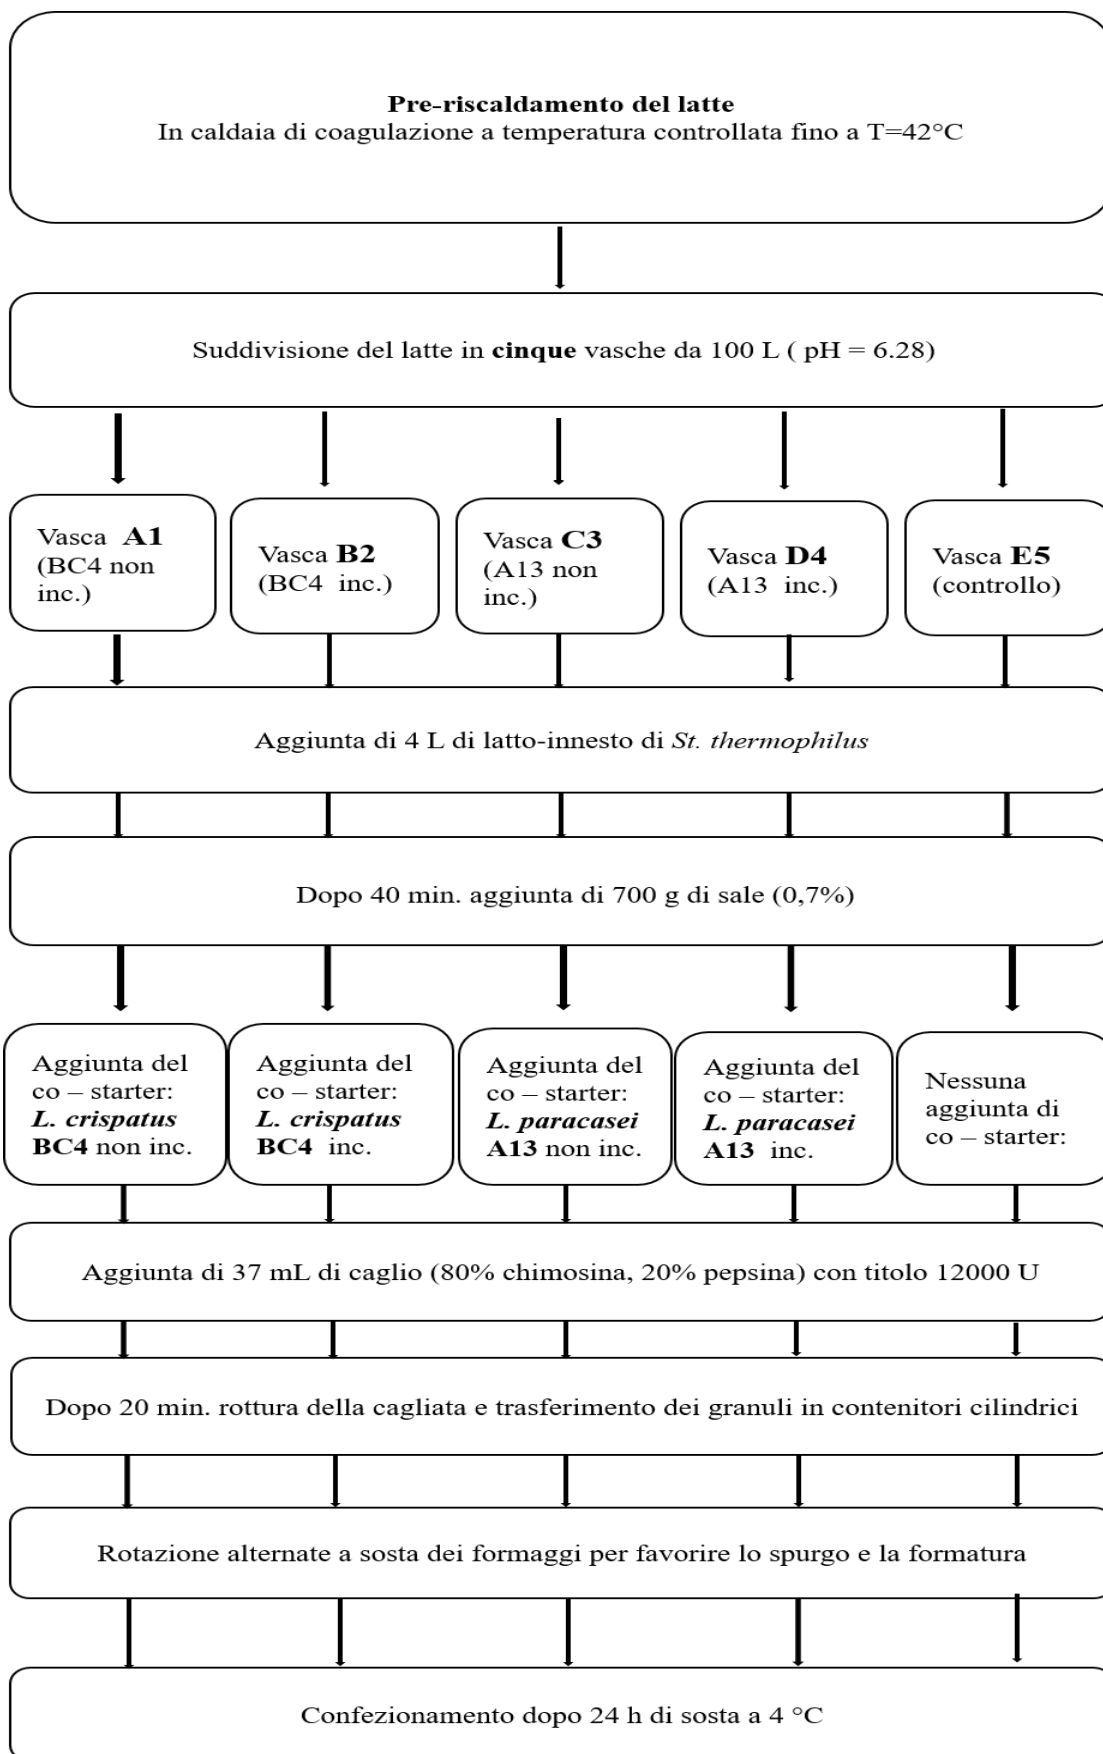 Pre-riscaldamento del latte
In caldaia di coagulazione a temperatura controllata fino a T=42°C
Suddivisione del latte in cinque vasche da 100 L ( pH = 6.28)
Vasca A1
(BC4 non
inc.)
Vasca B2
(BC4 inc.)
Vasca C3
(A13 non
inc.)
Vasca D4
(A13 inc.)
Vasca E5
(controllo)
Aggiunta di 4 L di latto-innesto di St. thermophilus
Dopo 40 min. aggiunta di 700 g di sale (0,7%)
Aggiunta del
co – starter:
L. crispatus
BC4 non inc.
Aggiunta del
co – starter:
L. crispatus
BC4 inc.
Aggiunta del
co – starter:
L. paracasei
A13 non inc.
Aggiunta del
co – starter:
L. paracasei
A13 inc.
Nessuna
aggiunta di
co – starter:
Aggiunta di 37 mL di caglio (80% chimosina, 20% pepsina) con titolo 12000 U
Dopo 20 min. rottura della cagliata e trasferimento dei granuli in contenitori cilindrici
Rotazione alternate a sosta dei formaggi per favorire lo spurgo e la formatura
Confezionamento dopo 24 h di sosta a 4 °C